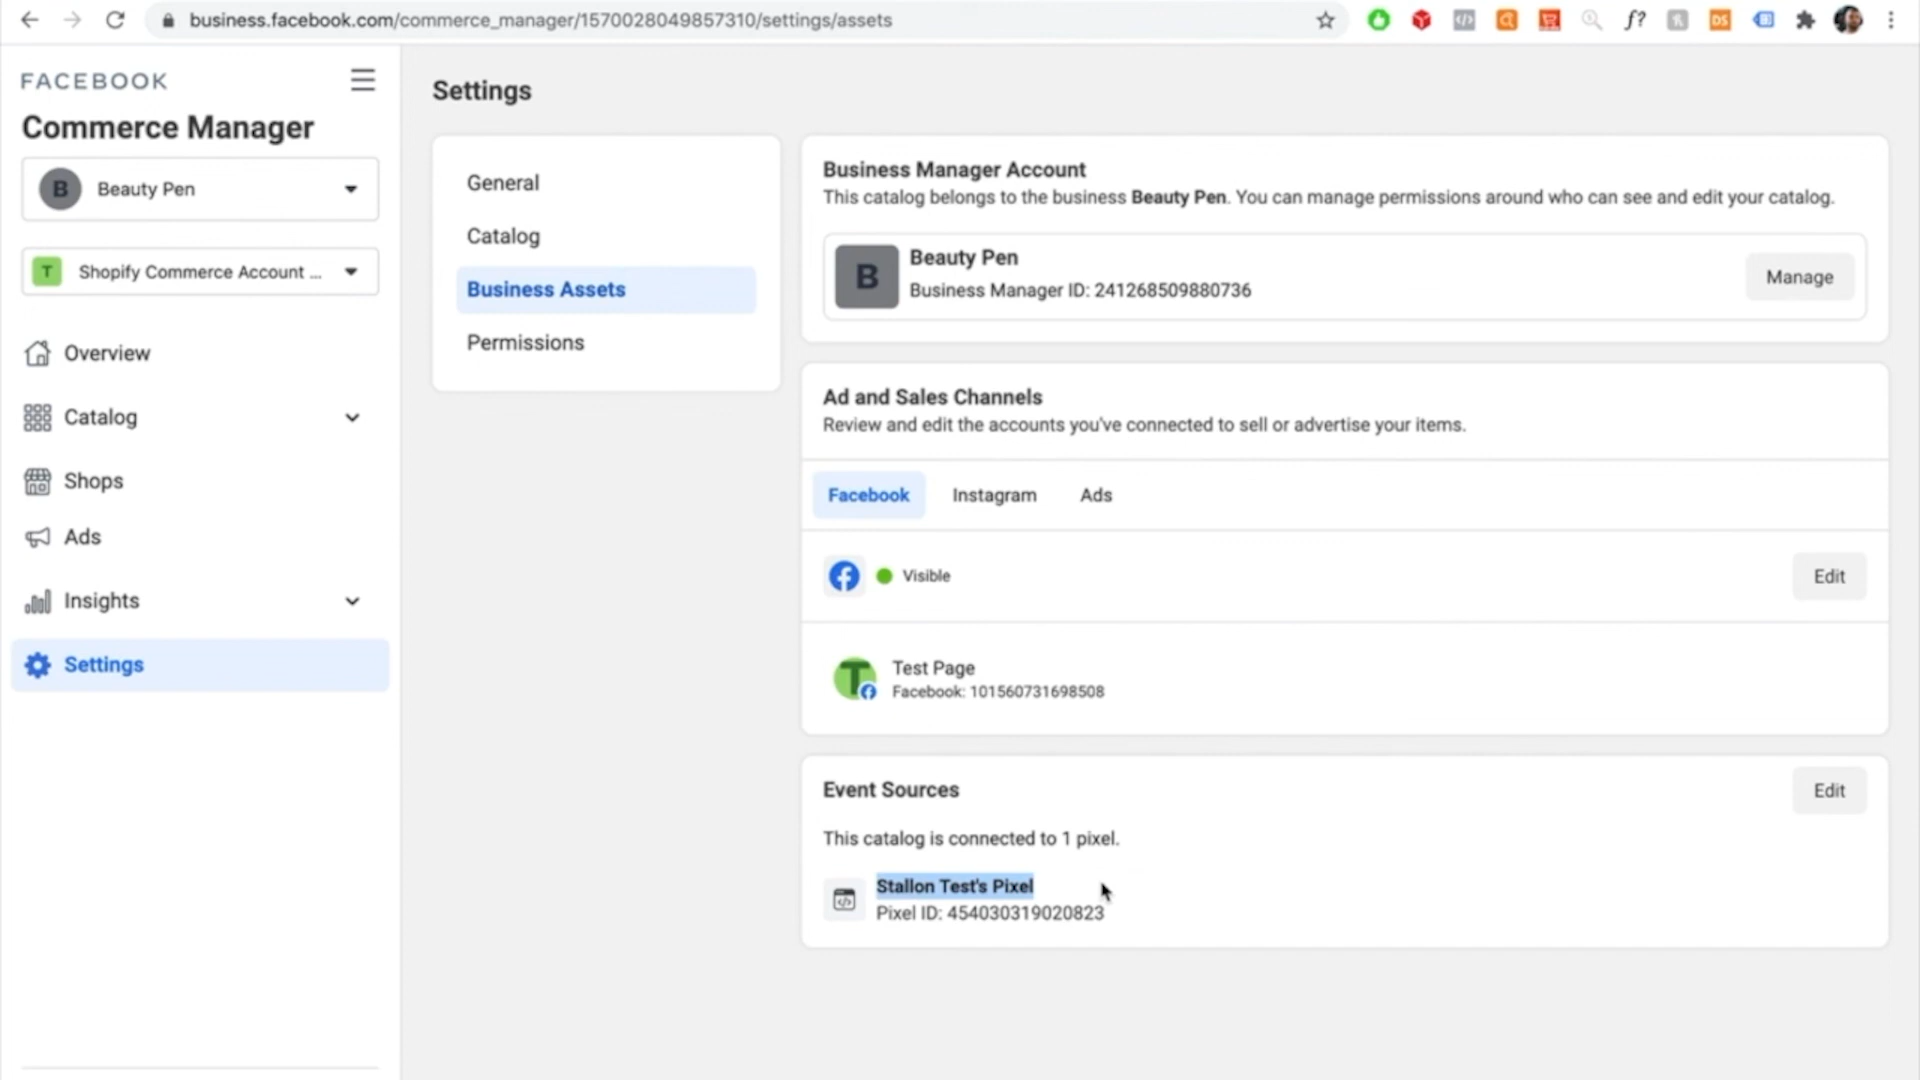 business.facebook.com/commerce_manager/1570028049857310/settings/assets
f?
DS
FACEBOOK
Commerce Manager
B
Beauty Pen
T
Shopify Commerce Account ...
Overview
Catalog
Shops
Ads
Insights
Settings
Settings
General
Catalog
Business Assets
Permissions
Business Manager Account
This catalog belongs to the business Beauty Pen. You can manage permissions around who can see and edit your catalog.
B
Beauty Pen
Business Manager ID: 241268509880736
Manage
Ad and Sales Channels
Review and edit the accounts you've connected to sell or advertise your items.
Facebook
Instagram
Ads
Visible
Edit
T
Test Page
Facebook: 101560731698508
Event Sources
Edit
This catalog is connected to 1 pixel.
Stallon Test's Pixel
Pixel ID: 454030319020823